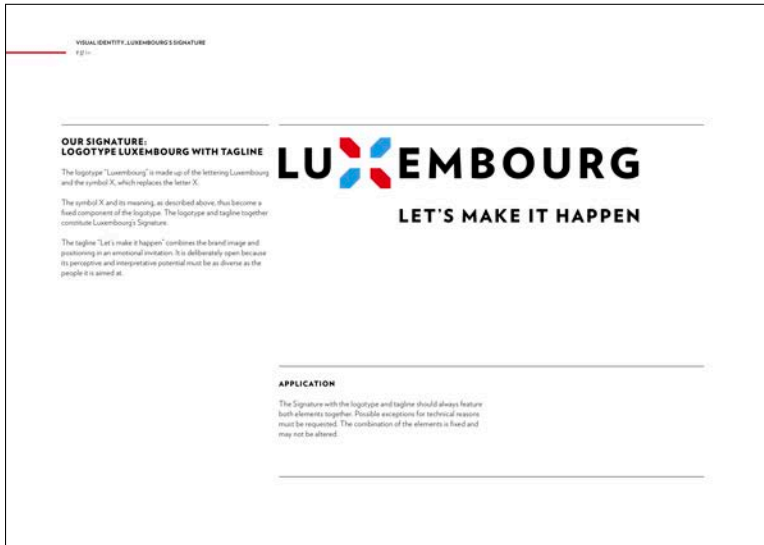 VISUAL IDENTITY_LUXEMBOURG'S SIGNATURE
OUR SIGNATURE:
LOGOTYPE LUXEMBOURG WITH TAGLINE
The logotype "Luxembourg" is made up of the lettering Luxembourg
and the symbol X, which replaces the letter X.
The symbol X and its meaning, as described above, thus become a
fixed component of the logotype. The logotype and tagline together
constitute Luxembourg's Signature.
The tagline "Let's make it happen" combines the brand image and
positioning in an emotional invitation. It is deliberately open because
its perceptive and interpretative potential must be as diverse as the
people it is aimed at.
LUXEMBOURG
LET'S MAKE IT HAPPEN
APPLICATION
The Signature with the logotype and tagline should always feature
both elements together. Possible exceptions for technical reasons
must be requested. The combination of the elements is fixed and
may not be altered.